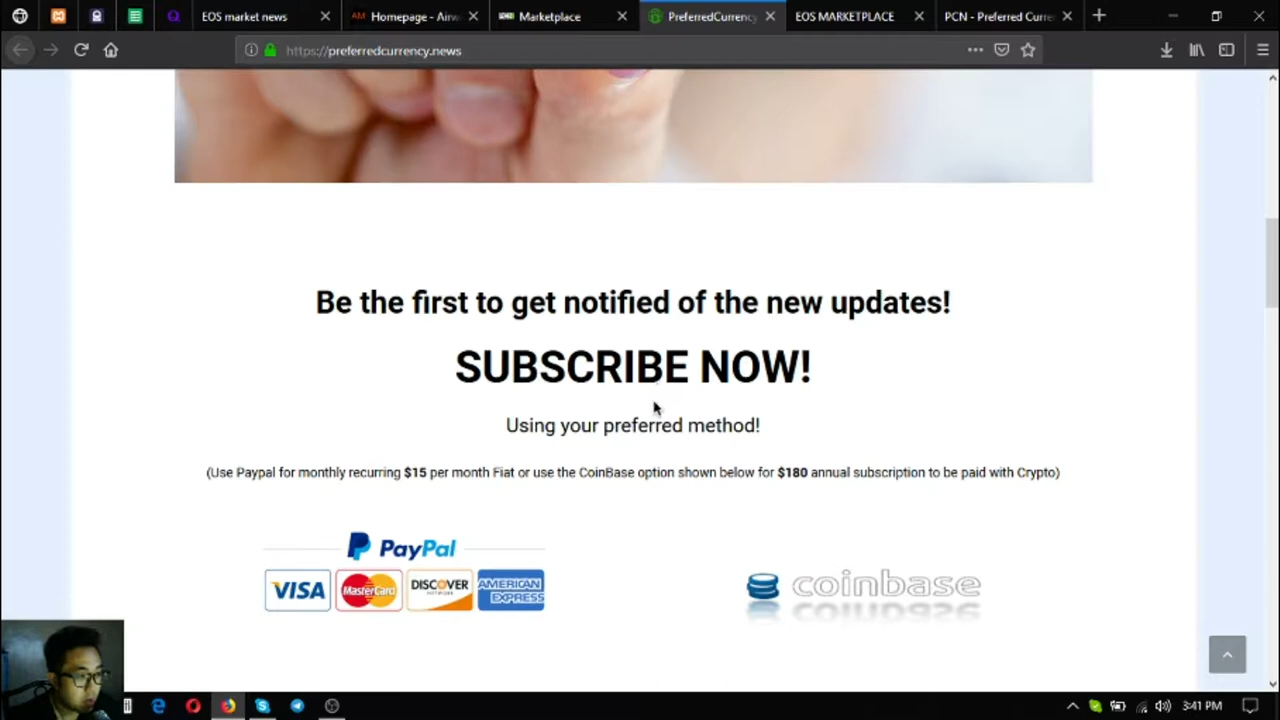 EOS market news
Homepage - Airw
Marketplace
PreferredCurrency
EOS MARKETPLACE
PCN - Preferred Curre
https://preferredcurrency.news
Be the first to get notified of the new updates!
SUBSCRIBE NOW!
Using your preferred method!
(Use Paypal for monthly recurring $15 per month Fiat or use the CoinBase option shown below for $180 annual subscription to be paid with Crypto)
PayPal
VISA MasterCard DISCOVER NETWORK AMERICAN EXPRESS
coinbase
3:41 PM